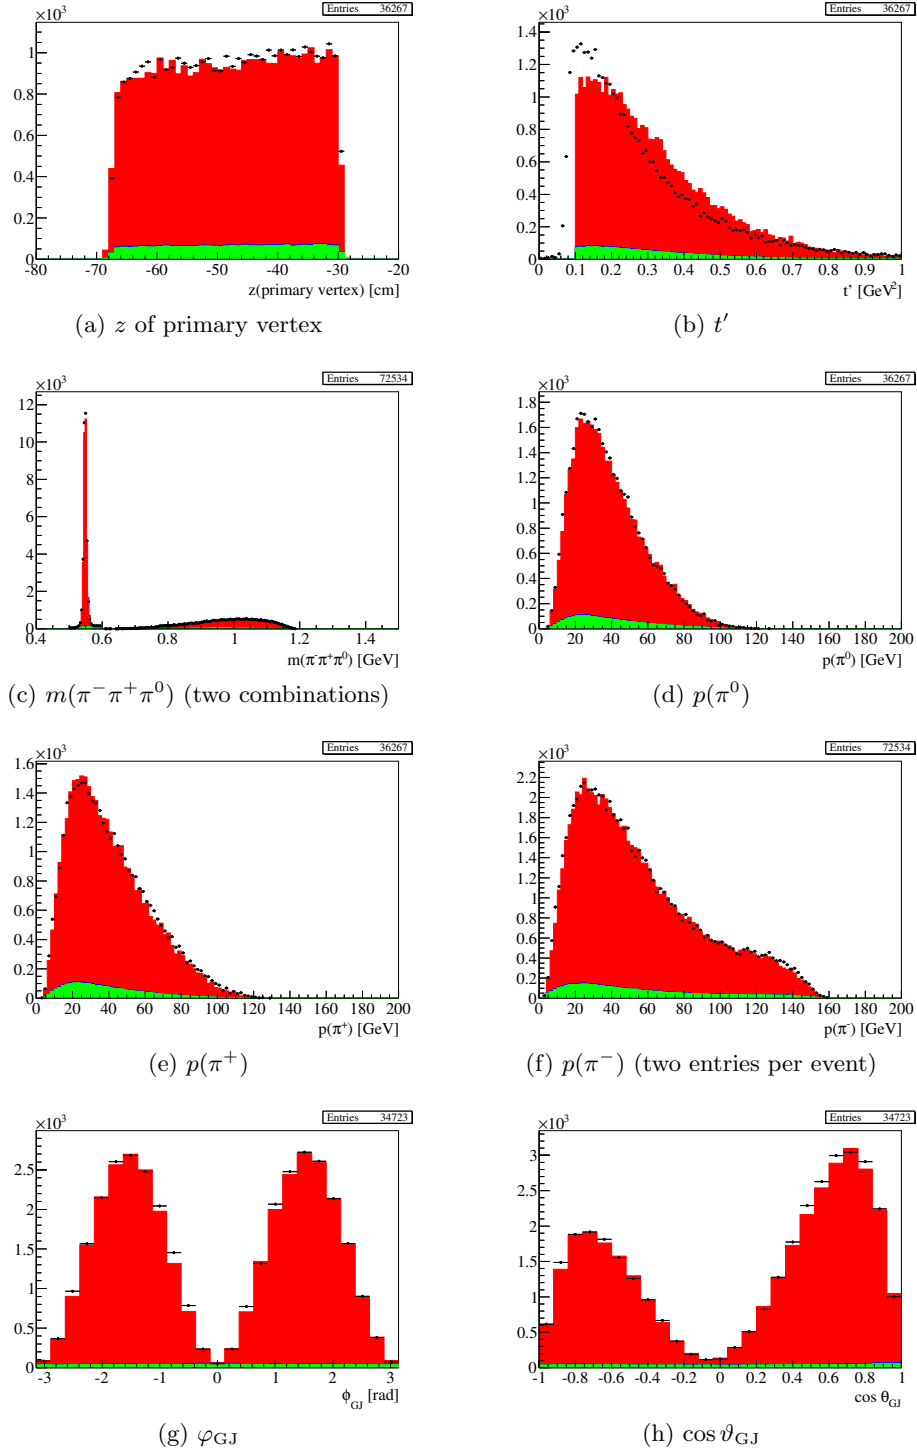 Entries 36267
×10³
1
0.8
0.6
0.4
0.2
0
-80 -70 -60 -50 -40 -30 -20
z(primary vertex) [cm]
(a) z of primary vertex
Entries 36267
×10³
1.4
1.2
1
0.8
0.6
0.4
0.2
0
0 0.1 0.2 0.3 0.4 0.5 0.6 0.7 0.8 0.9 1
t' [GeV²]
(b) t′
Entries 72534
×10³
12
10
8
6
4
2
0
0.4 0.6 0.8 1 1.2 1.4
m(π⁻π⁺π⁰) [GeV]
(c) m(π⁻π⁺π⁰) (two combinations)
Entries 36267
×10³
1.8
1.6
1.4
1.2
1
0.8
0.6
0.4
0.2
0
0 20 40 60 80 100 120 140 160 180 200
p(π⁰) [GeV]
(d) p(π⁰)
Entries 36267
×10³
1.6
1.4
1.2
1
0.8
0.6
0.4
0.2
0
0 20 40 60 80 100 120 140 160 180 200
p(π⁺) [GeV]
(e) p(π⁺)
Entries 72534
×10³
2.2
2
1.8
1.6
1.4
1.2
1
0.8
0.6
0.4
0.2
0
0 20 40 60 80 100 120 140 160 180 200
p(π⁻) [GeV]
(f) p(π⁻) (two entries per event)
Entries 34723
×10³
2.5
2
1.5
1
0.5
0
-3 -2 -1 0 1 2 3
ϕ_GJ [rad]
(g) φ_GJ
Entries 34723
×10³
3.5
3
2.5
2
1.5
1
0.5
0
-1 -0.8 -0.6 -0.4 -0.2 0 0.2 0.4 0.6 0.8 1
cos θ_GJ
(h) cos ϑ_GJ